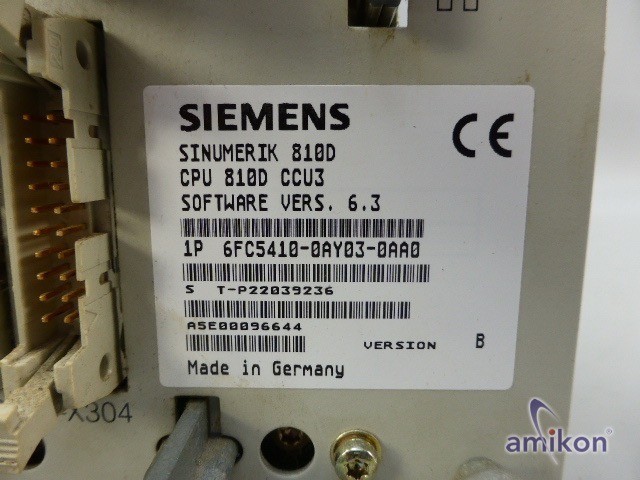 SIEMENS
CE
SINUMERIK 810D
CPU 810D CCU3
SOFTWARE VERS. 6.3
1P 6FC5410-0AY03-0AA0
S T-P22039236
A5E00096644
VERSION B
Made in Germany
X304
amikon